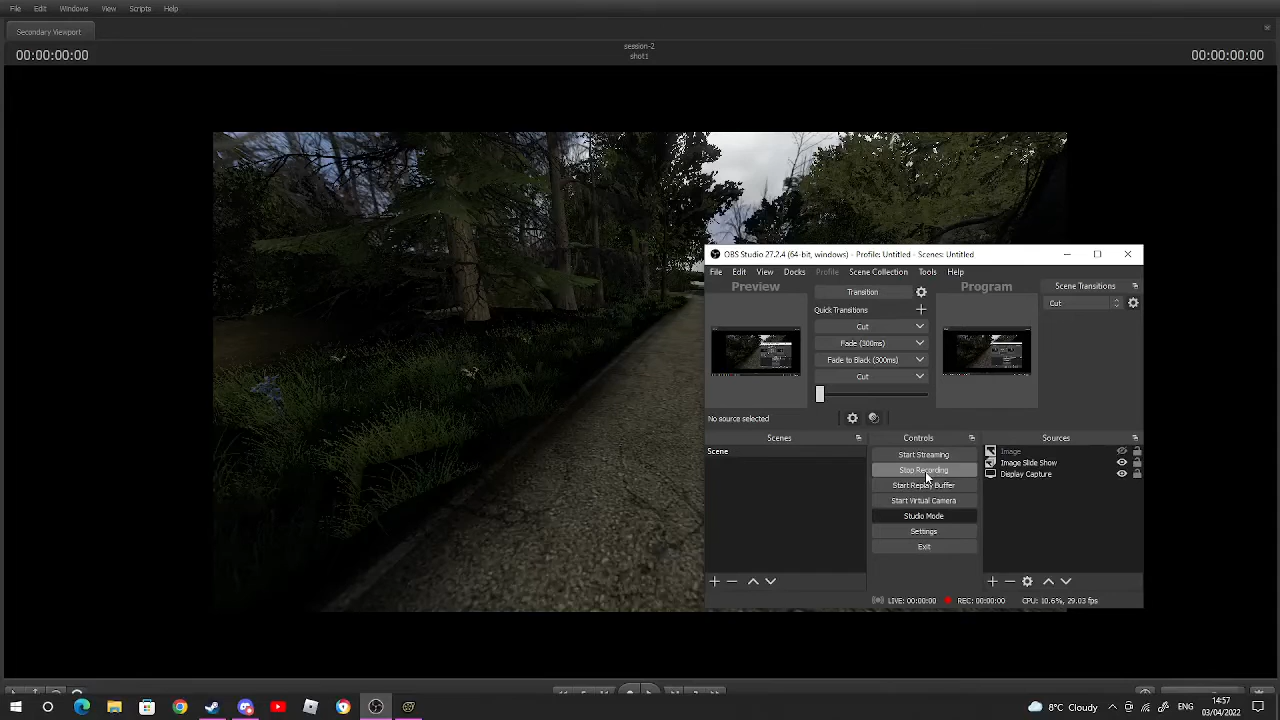 File Edit Windows View Scripts Help
Secondary Viewport
session-2
00:00:00:00 00:00:00:00
shot1
OBS Studio 27.2.4 (64-bit, windows) - Profile: Untitled - Scenes: Untitled
File Edit View Docks Profile Scene Collection Tools Help
Preview
Transition
Program
Scene Transitions
Quick Transitions
Cut
Cut
Fade (300ms)
Fade to Black (300ms)
Cut
No source selected
Scenes
Controls
Sources
Scene
Start Streaming
Stop Recording
Start Replay Buffer
Start Virtual Camera
Studio Mode
Settings
Exit
Image
Image Slide Show
Display Capture
LIVE: 00:00:00 REC: 00:00:00 CPU: 10.6%, 29.03 fps
8°C Cloudy
ENG
14:57
03/04/2022